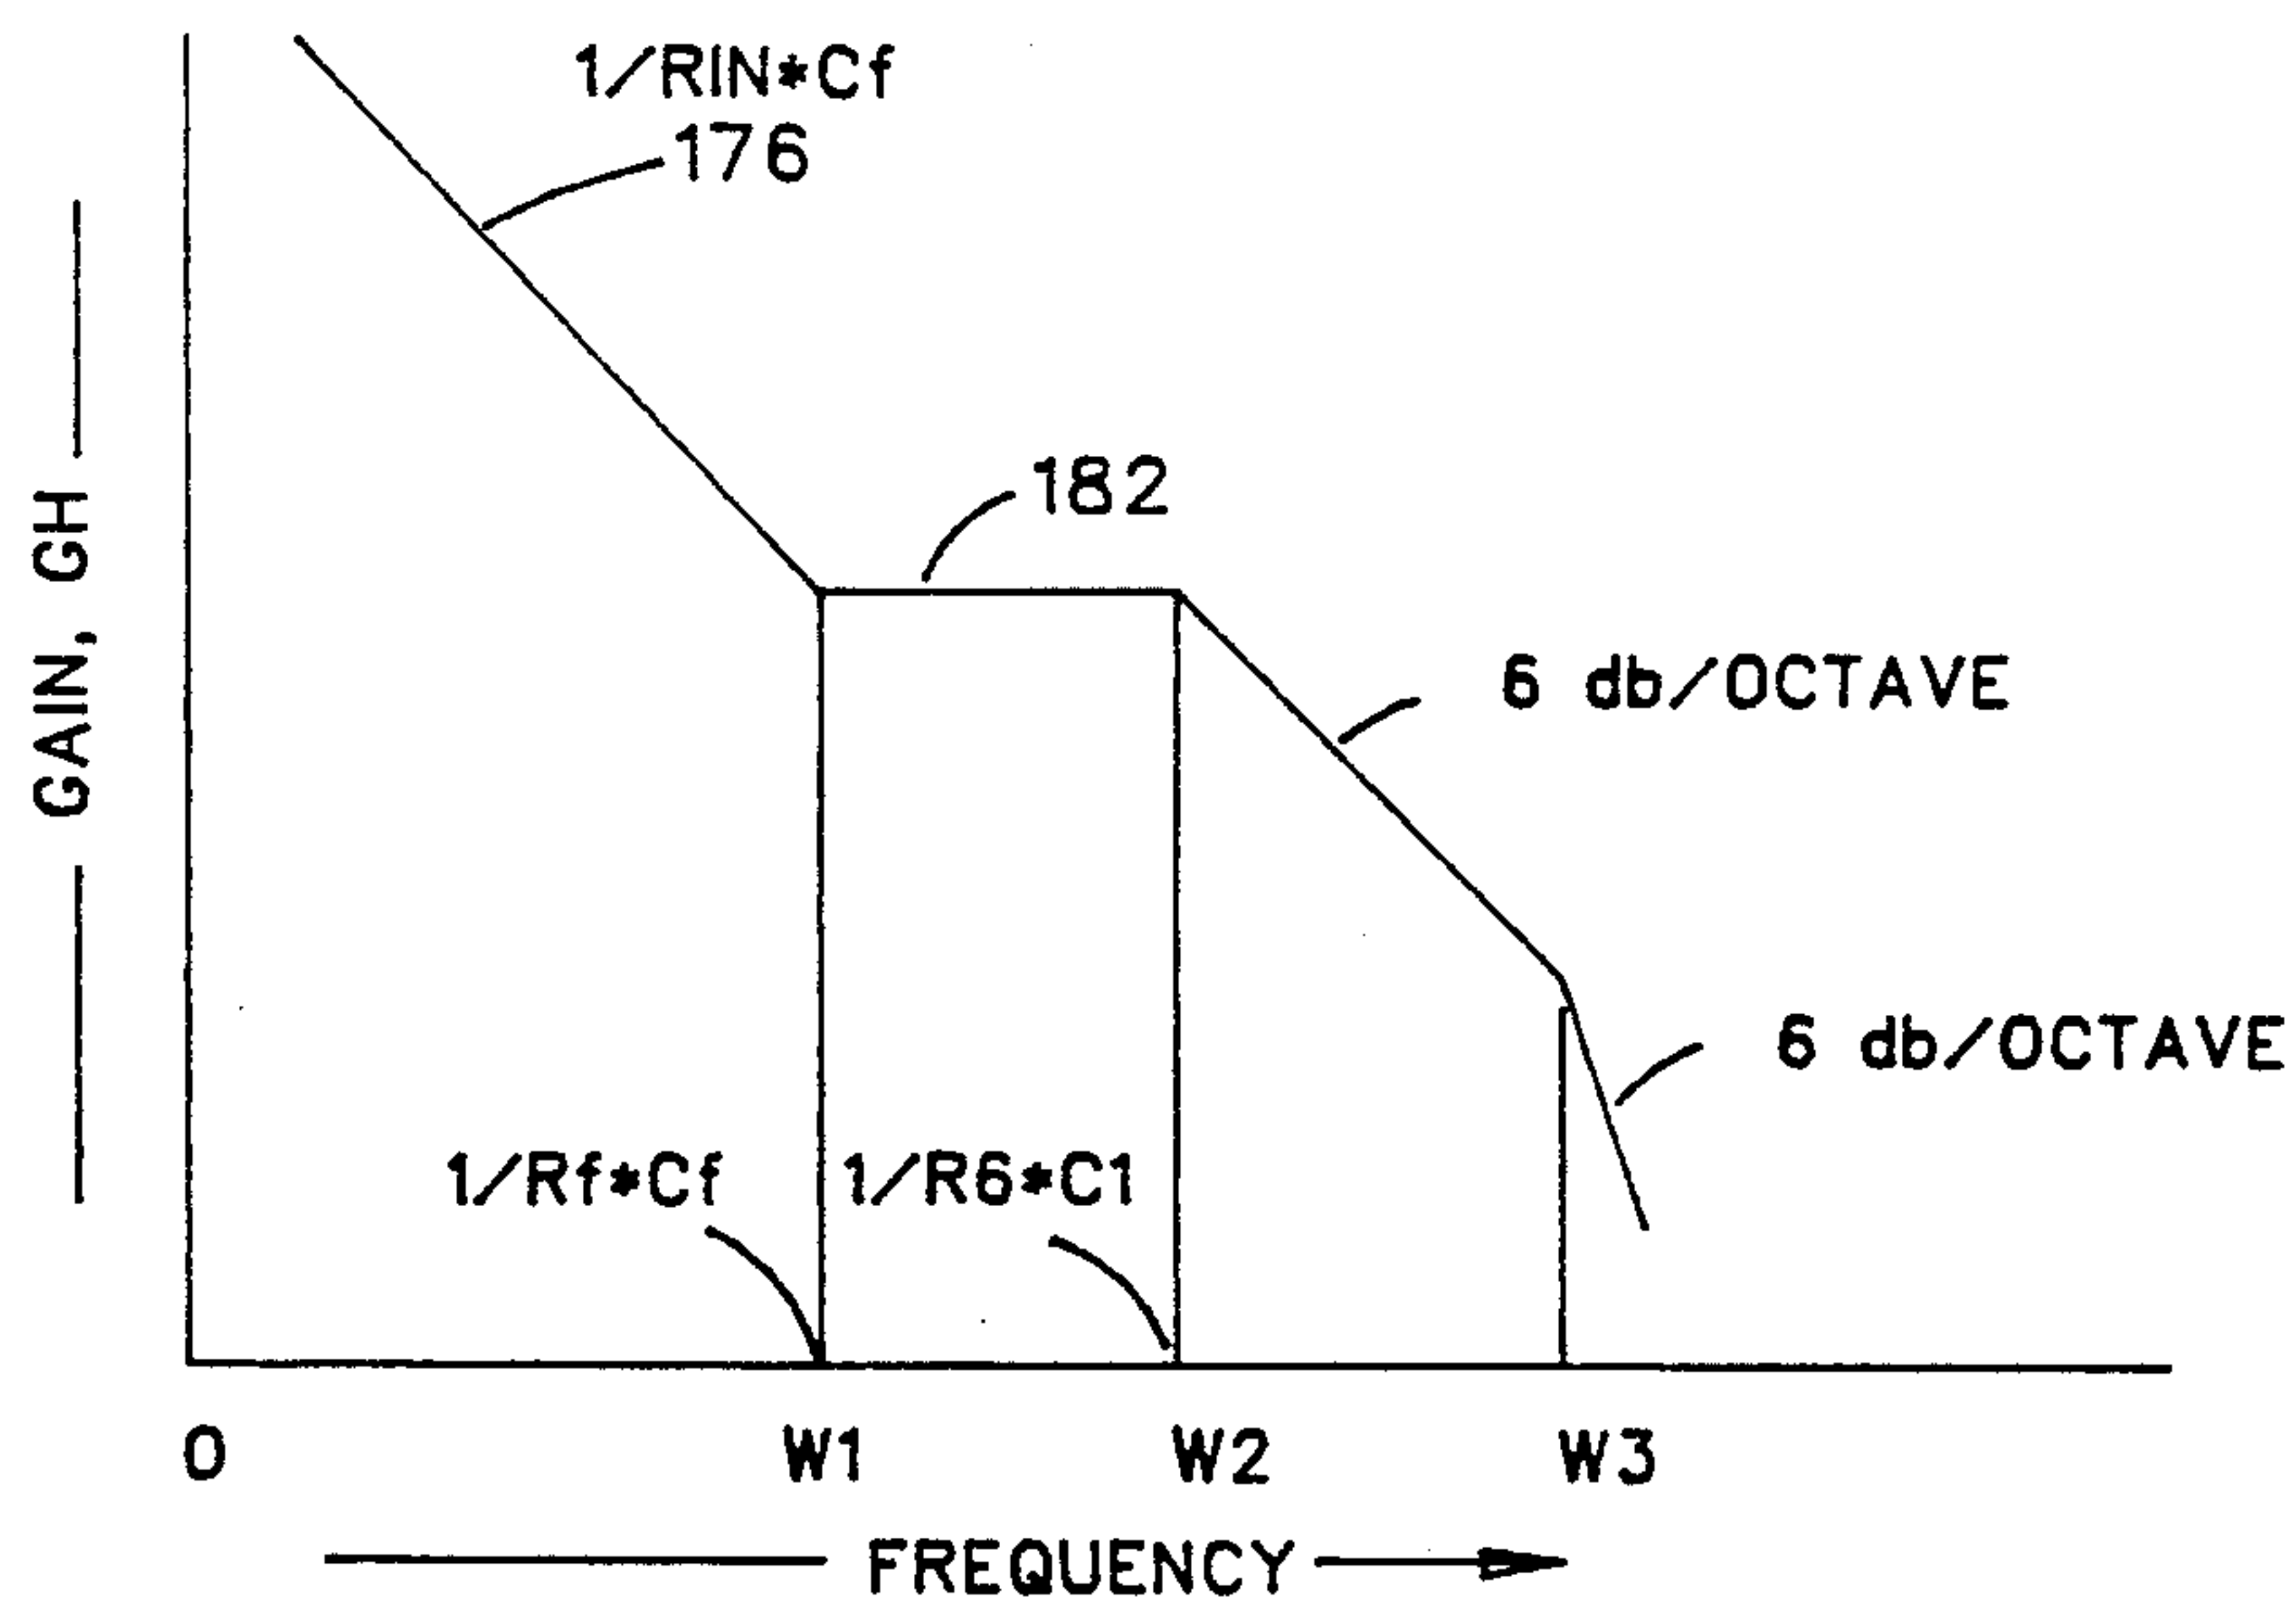 1/RIN*Cf
176
182
GAIN, GH
6 db/OCTAVE
6 db/OCTAVE
1/Rf*Cf
1/R6*C1
0
W1
W2
W3
FREQUENCY